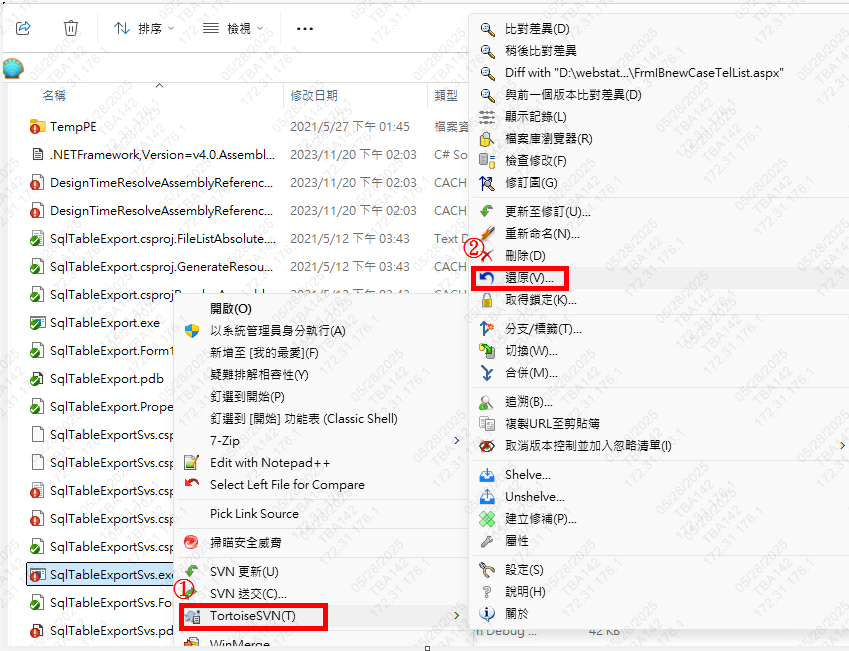 排序
檢視
名稱
修改日期
類型
TempPE
2021/5/27 下午 01:45
檔案資
.NETFramework,Version=v4.0.Assembl...
2023/11/20 下午 02:03
C# So
DesignTimeResolveAssemblyReferenc...
2023/11/20 下午 02:03
CACH
DesignTimeResolveAssemblyReferenc...
2023/11/20 下午 02:03
CACH
SqlTableExport.csproj.FileListAbsolute....
2021/5/12 下午 03:43
Text D
SqlTableExport.csproj.GenerateResou...
2021/5/12 下午 03:43
CACH
SqlTableExport.exe
SqlTableExport.Form1
SqlTableExport.pdb
SqlTableExport.Prope
SqlTableExportSvs.csp
SqlTableExportSvs.csp
SqlTableExportSvs.csp
SqlTableExportSvs.csp
SqlTableExportSvs.csp
SqlTableExportSvs.exe
SqlTableExportSvs.Fo
SqlTableExportSvs.pd
開啟(O)
以系統管理員身分執行(A)
新增至 [我的最愛](F)
疑難排解相容性(Y)
釘選到開始(P)
釘選到 [開始] 功能表 (Classic Shell)
7-Zip
Edit with Notepad++
Select Left File for Compare
Pick Link Source
掃瞄安全威脅
SVN 更新(U)
①
SVN 送交(C)...
TortoiseSVN(T)
WinMerge
比對差異(D)
稍後比對差異
Diff with "D:\webstat...\FrmIBnewCaseTelList.aspx"
與前一個版本比對差異(D)
顯示記錄(L)
檔案庫瀏覽器(R)
檢查修改(F)
修訂圖(G)
更新至修訂(U)...
重新命名(N)...
②
刪除(D)
還原(V)...
取得鎖定(K)...
分支/標籤(T)...
切換(W)...
合併(M)...
追溯(B)...
複製URL至剪貼簿
取消版本控制並加入忽略清單(I)
Shelve...
Unshelve...
建立修補(P)...
屬性
設定(S)
說明(H)
關於
m Debug ...
42 KB
05/28/2025
TBA142
172.31.176.1